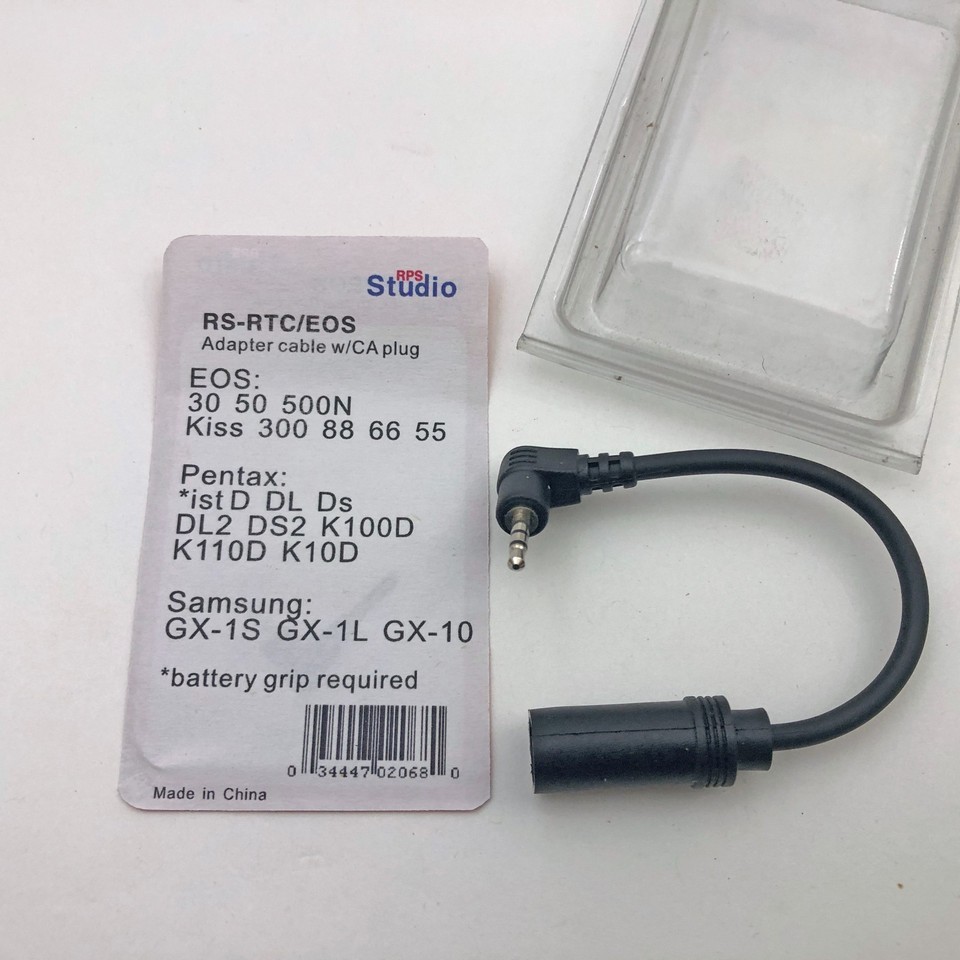 RPS
Studio
RS-RTC/EOS
Adapter cable w/CA plug
EOS:
30 50 500N
Kiss 300 88 66 55
Pentax:
*ist D DL Ds
DL2 DS2 K100D
K110D K10D
Samsung:
GX-1S GX-1L GX-10
*battery grip required
0 34447 02068 0
Made in China